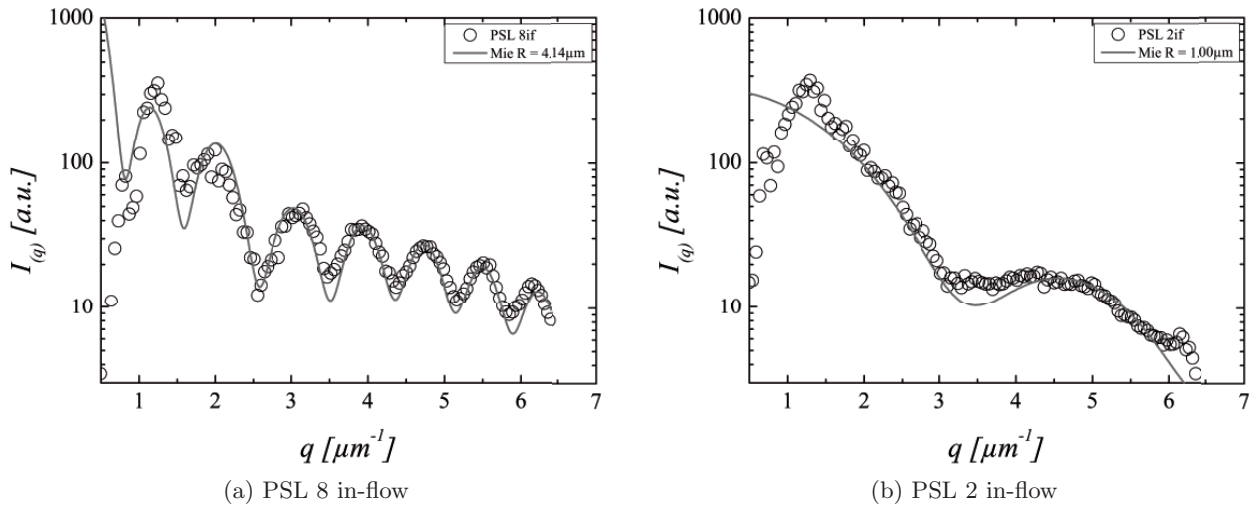 1000
100
10
I(q) [a.u.]
PSL 8if
Mie R = 4.14µm
1 2 3 4 5 6 7
q [µm⁻¹]
(a) PSL 8 in-flow
1000
100
10
I(q) [a.u.]
PSL 2if
Mie R = 1.00µm
1 2 3 4 5 6 7
q [µm⁻¹]
(b) PSL 2 in-flow